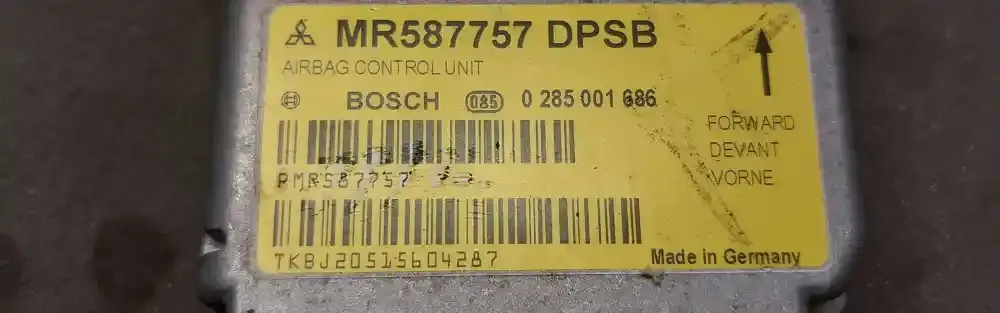 MR587757 DPSB
AIRBAG CONTROL UNIT
BOSCH 085 0 285 001 686
FORWARD
DEVANT
VORNE
PMR587757
TKBJ20515604287
Made in Germany